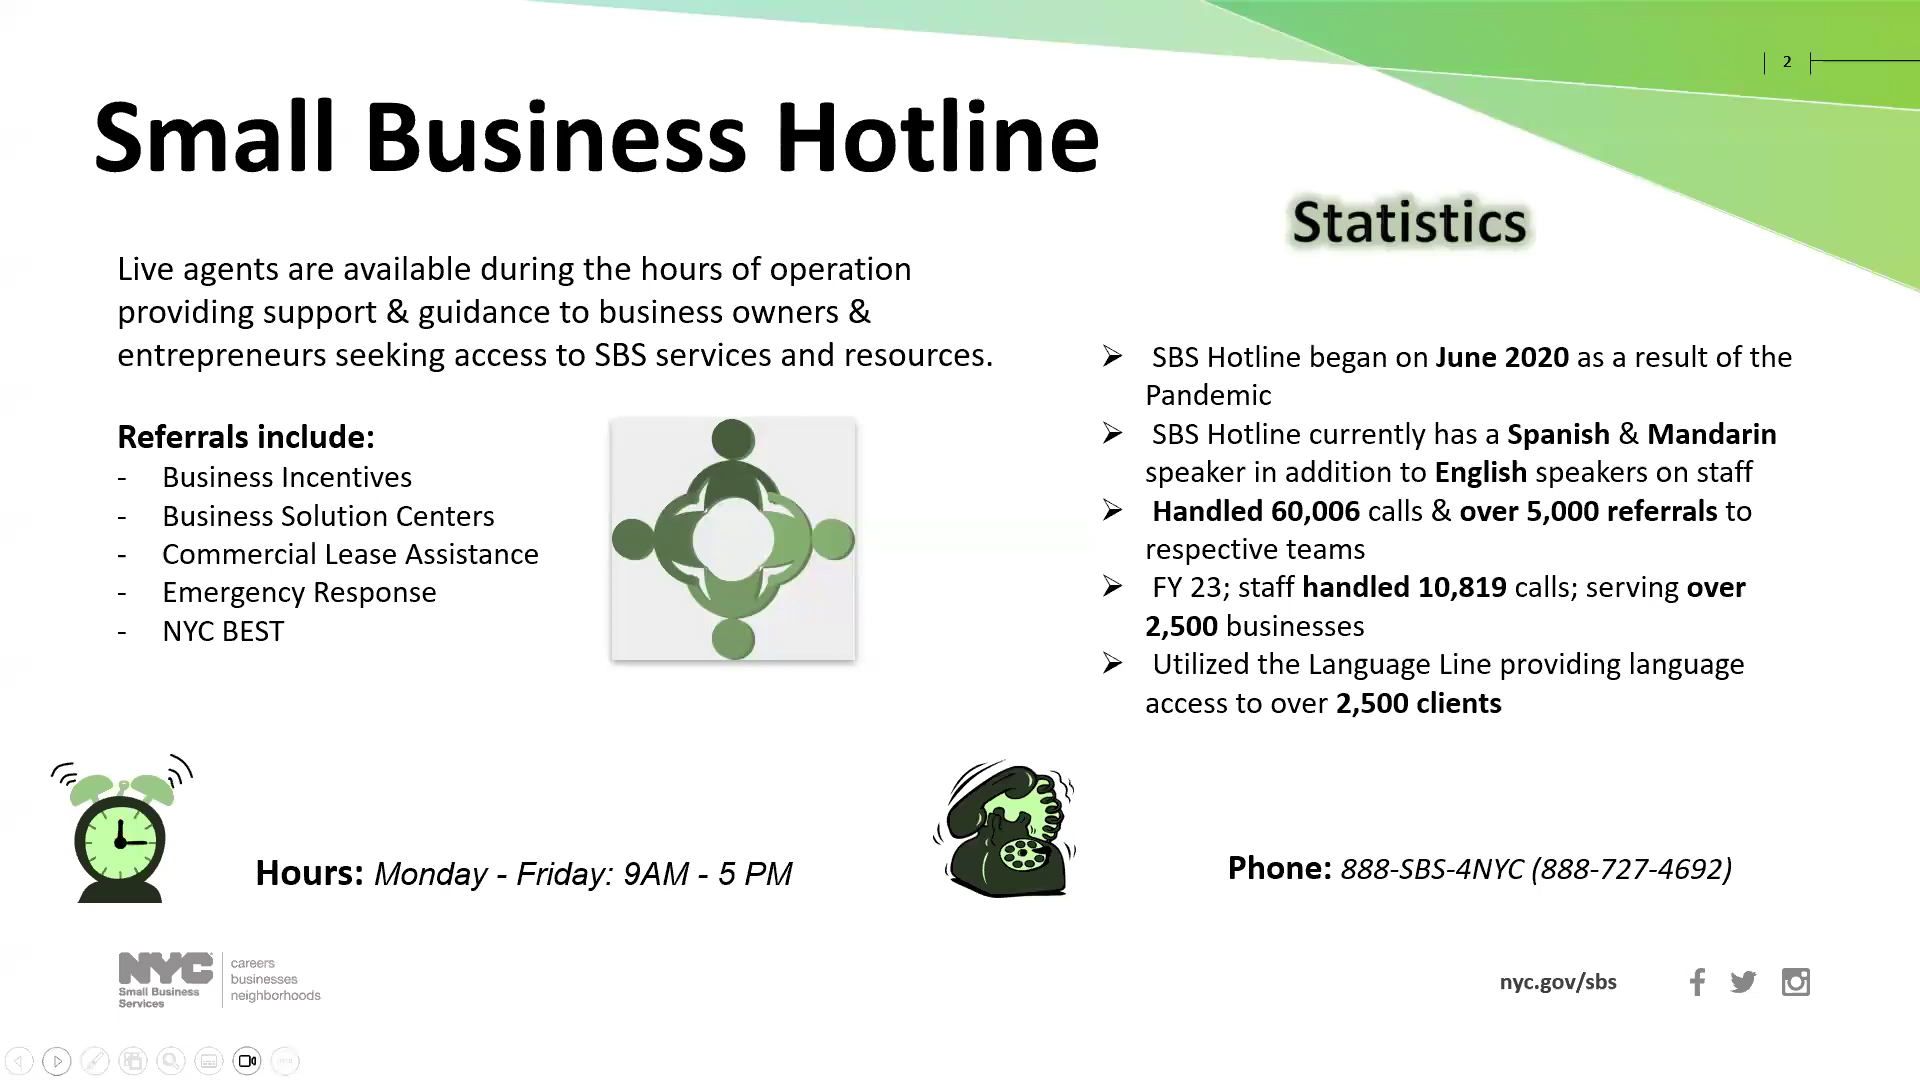 2
Small Business Hotline
Live agents are available during the hours of operation
providing support & guidance to business owners &
entrepreneurs seeking access to SBS services and resources.
Referrals include:
- Business Incentives
- Business Solution Centers
- Commercial Lease Assistance
- Emergency Response
- NYC BEST
Statistics
➢ SBS Hotline began on June 2020 as a result of the
Pandemic
➢ SBS Hotline currently has a Spanish & Mandarin
speaker in addition to English speakers on staff
➢ Handled 60,006 calls & over 5,000 referrals to
respective teams
➢ FY 23; staff handled 10,819 calls; serving over
2,500 businesses
➢ Utilized the Language Line providing language
access to over 2,500 clients
Hours: Monday - Friday: 9AM - 5 PM
Phone: 888-SBS-4NYC (888-727-4692)
NYC
Small Business
Services
careers
businesses
neighborhoods
nyc.gov/sbs